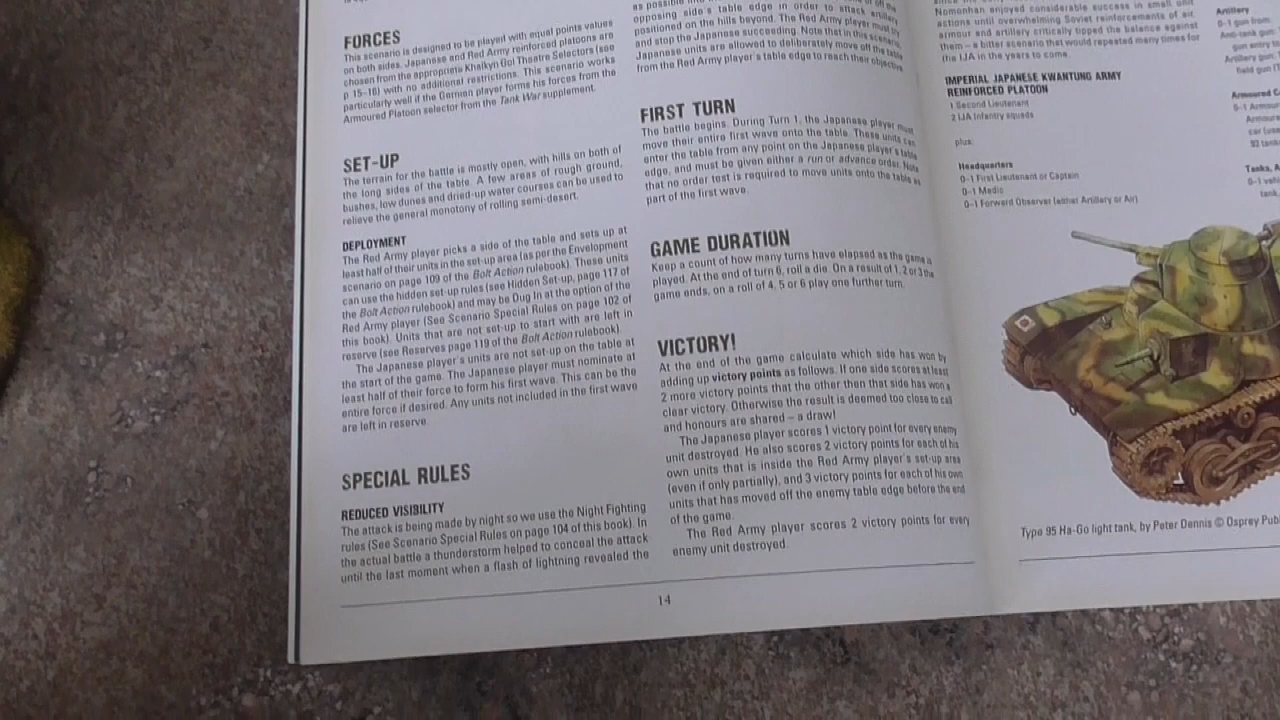 FORCES
This scenario is designed to be played with equal points values
on both sides. Japanese and Red Army reinforced platoons are
chosen from the appropriate Khalkyn Gol Theatre Selectors (see
p 15–16) with no additional restrictions. This scenario works
particularly well if the German player forms his forces from the
Armoured Platoon selector from the Tank War supplement.
SET-UP
The terrain for the battle is mostly open, with hills on both of
the long sides of the table. A few areas of rough ground,
bushes, low dunes and dried-up water courses can be used to
relieve the general monotony of rolling semi-desert.
DEPLOYMENT
The Red Army player picks a side of the table and sets up at
least half of their units in the set-up area (as per the Envelopment
scenario on page 109 of the Bolt Action rulebook). These units
can use the hidden set-up rules (see Hidden Set-up, page 117 of
the Bolt Action rulebook) and may be Dug In at the option of the
Red Army player (See Scenario Special Rules on page 102 of
this book). Units that are not set-up to start with are left in
reserve (see Reserves page 119 of the Bolt Action rulebook).
The Japanese player's units are not set-up on the table at
the start of the game. The Japanese player must nominate at
least half of their force to form his first wave. This can be the
entire force if desired. Any units not included in the first wave
are left in reserve.
SPECIAL RULES
REDUCED VISIBILITY
The attack is being made by night so we use the Night Fighting
rules (See Scenario Special Rules on page 104 of this book). In
the actual battle a thunderstorm helped to conceal the attack
until the last moment when a flash of lightning revealed the
opposing side's table edge in order to attack artillery
positioned on the hills beyond. The Red Army player must try
and stop the Japanese succeeding. Note that in this scenario,
Japanese units are allowed to deliberately move off the table
from the Red Army player's table edge to reach their objective
FIRST TURN
The battle begins. During Turn 1, the Japanese player must
move their entire first wave onto the table. These units can
enter the table from any point on the Japanese player's table
edge, and must be given either a run or advance order. Note
that no order test is required to move units onto the table as
part of the first wave.
GAME DURATION
Keep a count of how many turns have elapsed as the game is
played. At the end of turn 6, roll a die. On a result of 1, 2 or 3 the
game ends, on a roll of 4, 5 or 6 play one further turn.
VICTORY!
At the end of the game calculate which side has won by
adding up victory points as follows. If one side scores at least
2 more victory points that the other then that side has won a
clear victory. Otherwise the result is deemed too close to call
and honours are shared – a draw!
The Japanese player scores 1 victory point for every enemy
unit destroyed. He also scores 2 victory points for each of his
own units that is inside the Red Army player's set-up area
(even if only partially), and 3 victory points for each of his own
units that has moved off the enemy table edge before the end
of the game.
The Red Army player scores 2 victory points for every
enemy unit destroyed.
14
Nomonhan enjoyed considerable success in small unit
actions until overwhelming Soviet reinforcements of air,
armour and artillery critically tipped the balance against
them – a bitter scenario that would repeated many times for
the IJA in the years to come.
IMPERIAL JAPANESE KWANTUNG ARMY
REINFORCED PLATOON
1 Second Lieutenant
2 IJA Infantry squads
plus:
Headquarters
0–1 First Lieutenant or Captain
0–1 Medic
0–1 Forward Observer (either Artillery or Air)
Type 95 Ha-Go light tank, by Peter Dennis © Osprey Pub
Artillery
0–1 gun from
Anti-tank gun
gun
Artillery
field gun
Armoured
0–1
car
Tanks,
0–1
tank